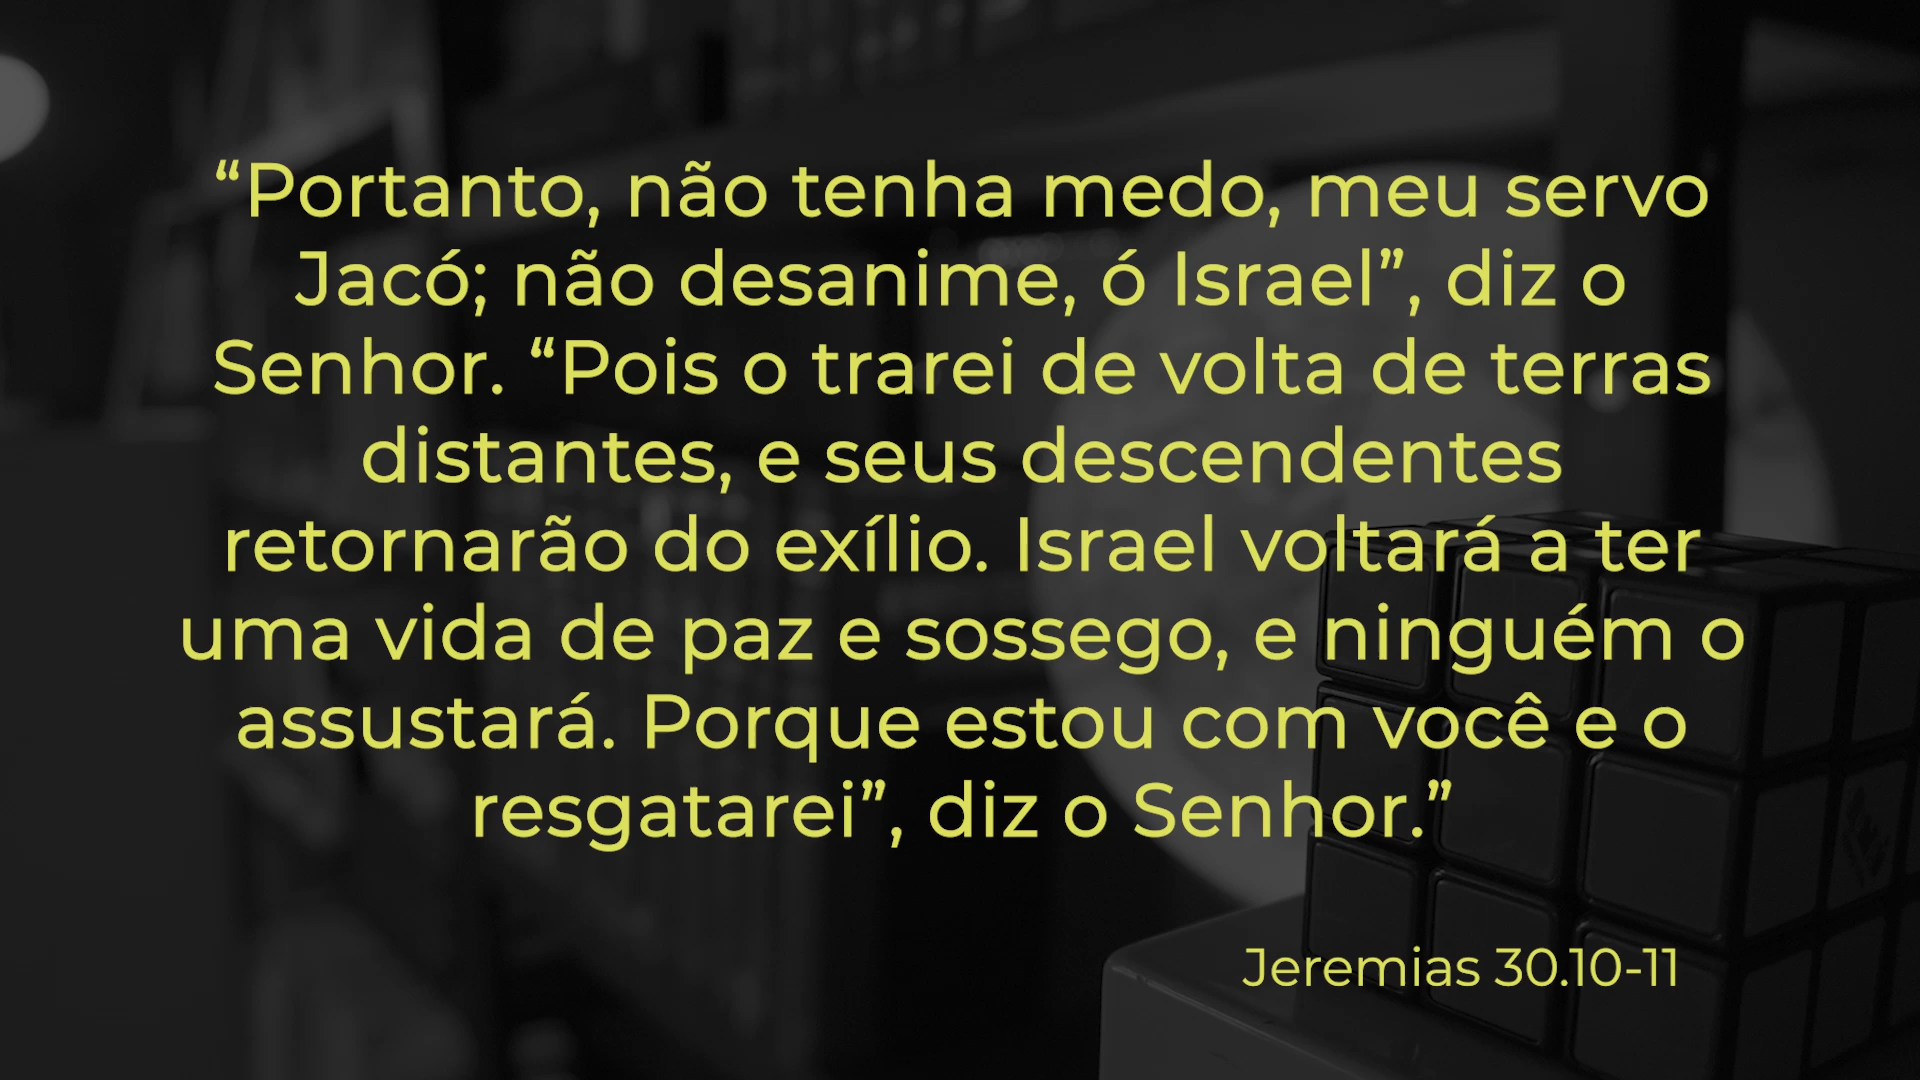 “Portanto, não tenha medo, meu servo
Jacó; não desanime, ó Israel”, diz o
Senhor. “Pois o trarei de volta de terras
distantes, e seus descendentes
retornarão do exílio. Israel voltará a ter
uma vida de paz e sossego, e ninguém o
assustará. Porque estou com você e o
resgatarei”, diz o Senhor.”
Jeremias 30.10-11